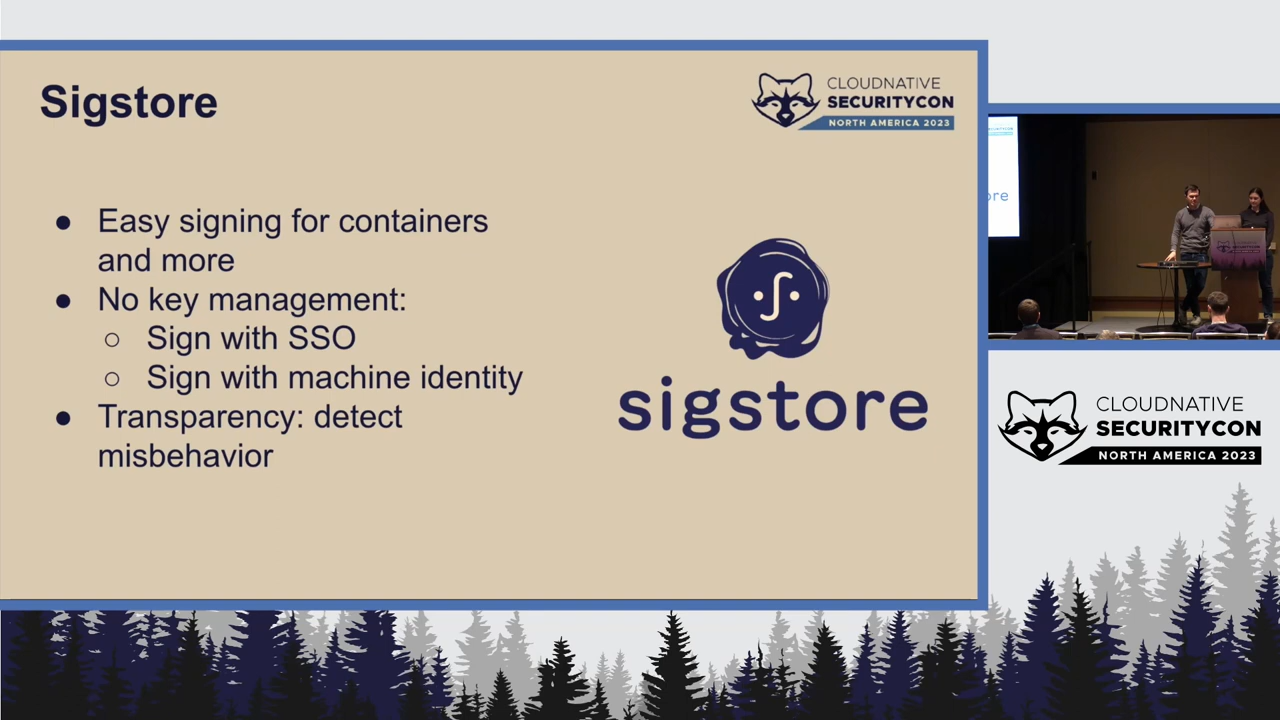 Sigstore
CLOUDNATIVE
SECURITYCON
NORTH AMERICA 2023
● Easy signing for containers
and more
● No key management:
○ Sign with SSO
○ Sign with machine identity
● Transparency: detect
misbehavior
sigstore
ore
CLOUDNATIVE
SECURITYCON
NORTH AMERICA 2023